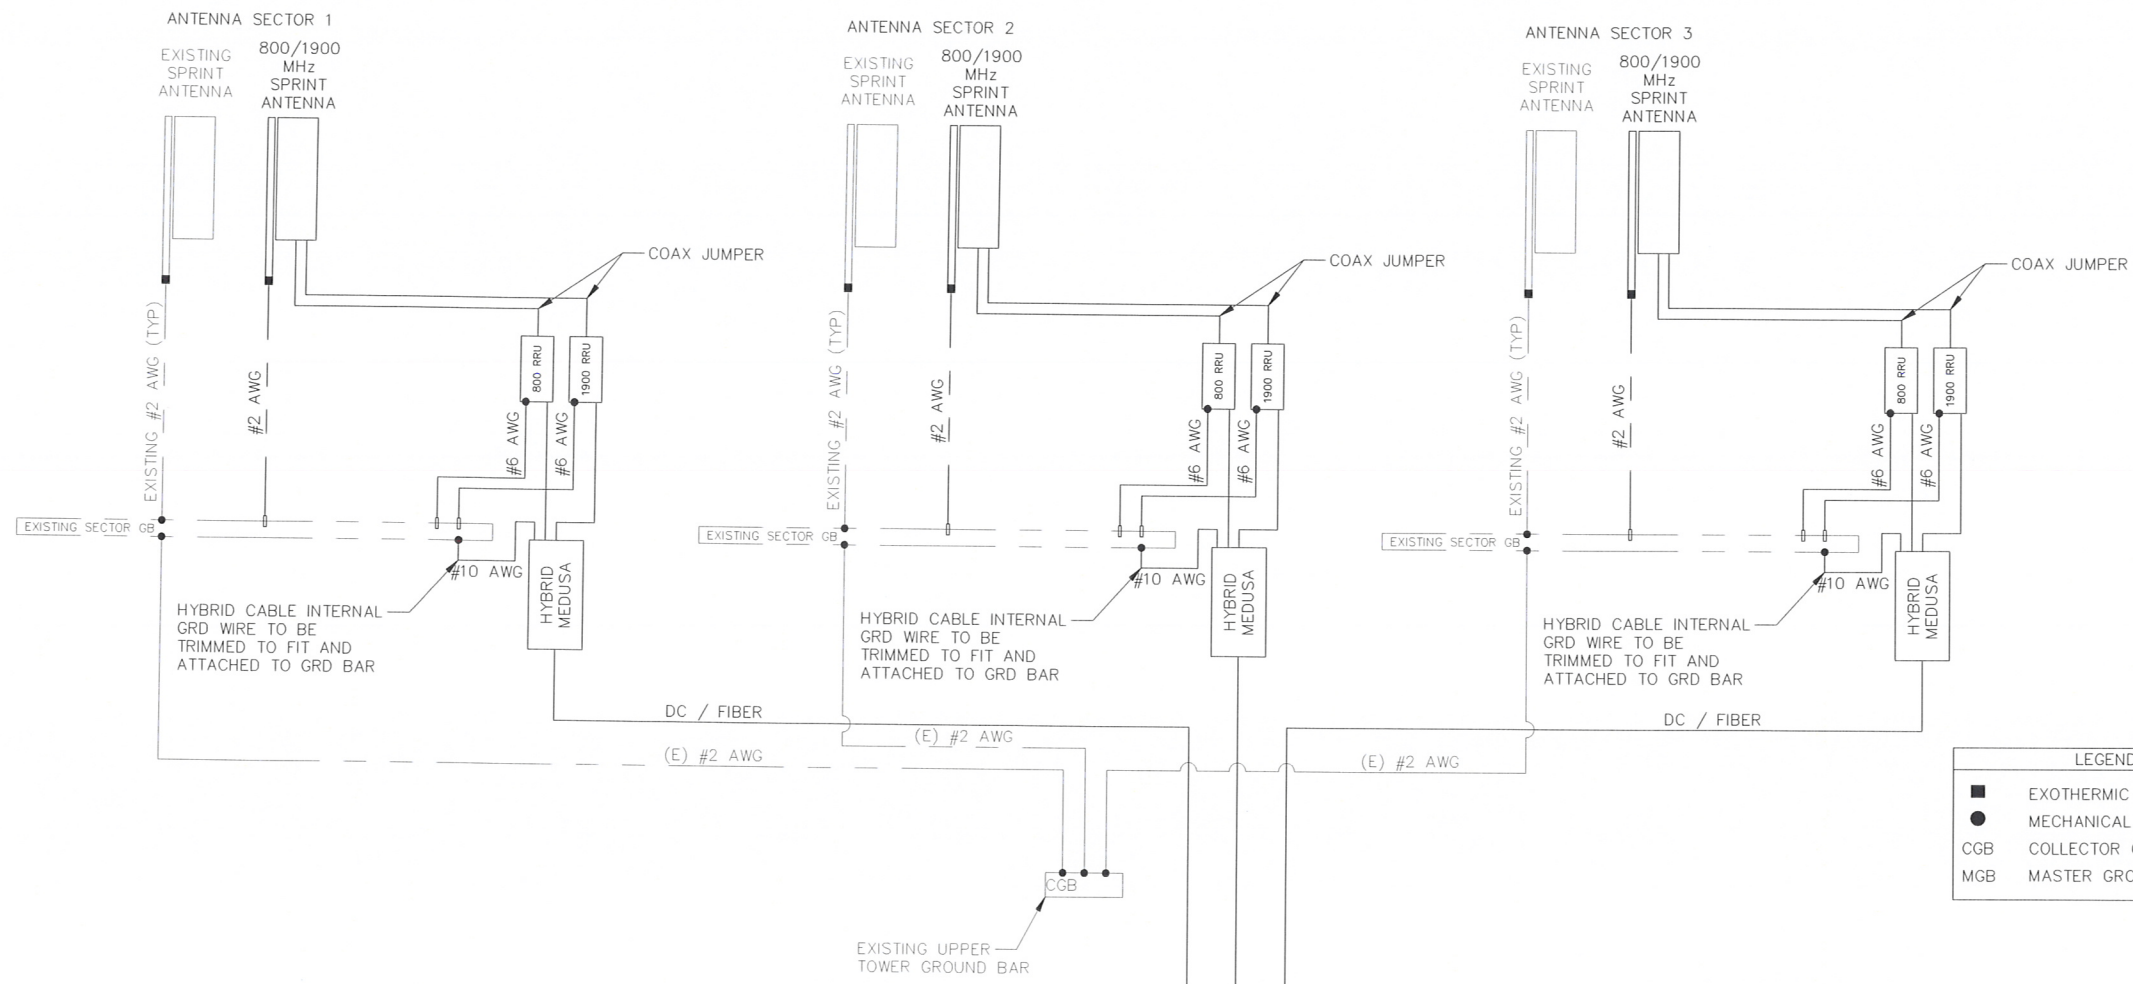 ANTENNA SECTOR 1
EXISTING
SPRINT
ANTENNA
800/1900
MHz
SPRINT
ANTENNA
COAX JUMPER
EXISTING #2 AWG (TYP)
#2 AWG
800 RRU
1900 RRU
#6 AWG
#6 AWG
EXISTING SECTOR GB
#10 AWG
HYBRID
MEDUSA
HYBRID CABLE INTERNAL
GRD WIRE TO BE
TRIMMED TO FIT AND
ATTACHED TO GRD BAR
DC / FIBER
(E) #2 AWG
ANTENNA SECTOR 2
EXISTING
SPRINT
ANTENNA
800/1900
MHz
SPRINT
ANTENNA
COAX JUMPER
EXISTING #2 AWG (TYP)
#2 AWG
800 RRU
1900 RRU
#6 AWG
#6 AWG
EXISTING SECTOR GB
#10 AWG
HYBRID
MEDUSA
HYBRID CABLE INTERNAL
GRD WIRE TO BE
TRIMMED TO FIT AND
ATTACHED TO GRD BAR
(E) #2 AWG
ANTENNA SECTOR 3
EXISTING
SPRINT
ANTENNA
800/1900
MHz
SPRINT
ANTENNA
COAX JUMPER
EXISTING #2 AWG (TYP)
#2 AWG
800 RRU
1900 RRU
#6 AWG
#6 AWG
EXISTING SECTOR GB
#10 AWG
HYBRID
MEDUSA
HYBRID CABLE INTERNAL
GRD WIRE TO BE
TRIMMED TO FIT AND
ATTACHED TO GRD BAR
DC / FIBER
(E) #2 AWG
CGB
EXISTING UPPER
TOWER GROUND BAR
LEGEND
EXOTHERMIC
MECHANICAL
CGB COLLECTOR
MGB MASTER